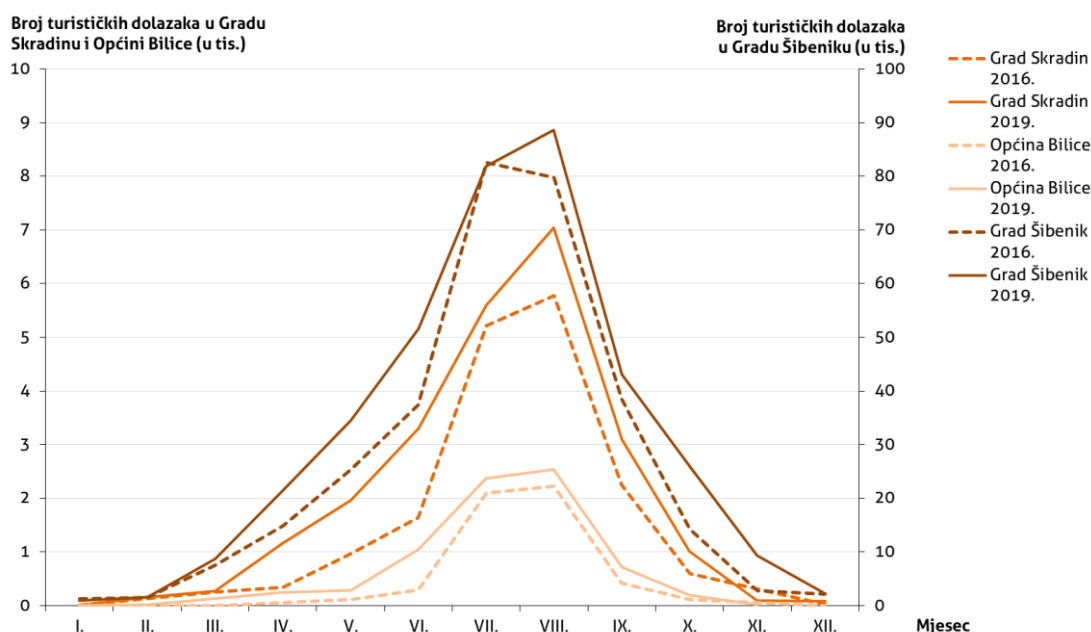 Broj turističkih dolazaka u Gradu
Skradinu i Općini Bilice (u tis.)
Broj turističkih dolazaka
u Gradu Šibeniku (u tis.)
10
9
8
7
6
5
4
3
2
1
0
100
90
80
70
60
50
40
30
20
10
0
I.
II.
III.
IV.
V.
VI.
VII.
VIII.
IX.
X.
XI.
XII.
Mjesec
Grad Skradin
2016.
Grad Skradin
2019.
Općina Bilice
2016.
Općina Bilice
2019.
Grad Šibenik
2016.
Grad Šibenik
2019.